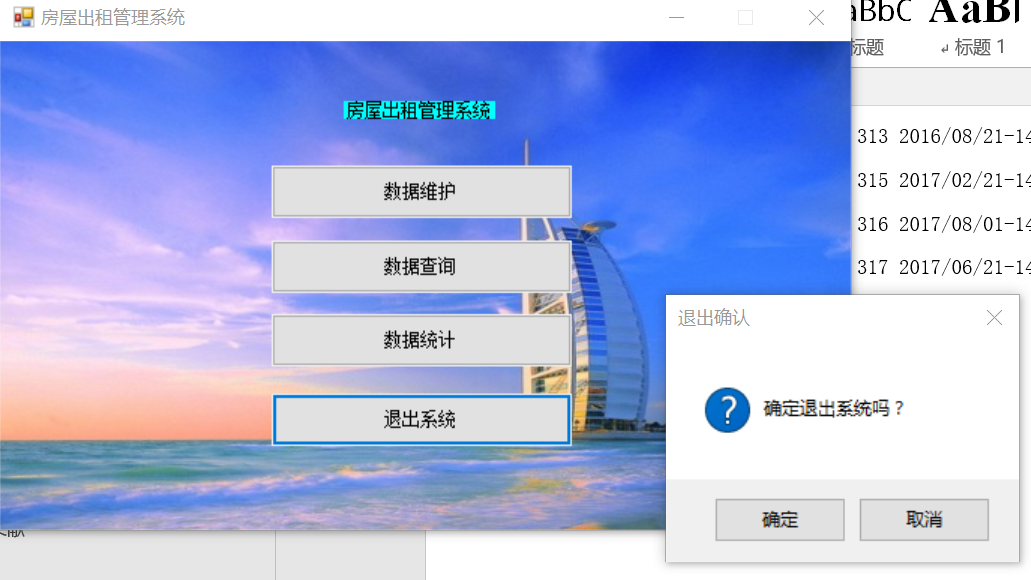 房屋出租管理系统
AaBl
标题
标题 1
房屋出租管理系统
数据维护
数据查询
数据统计
退出系统
313 2016/08/21-14
315 2017/02/21-14
316 2017/08/01-14
317 2017/06/21-14
退出确认
确定退出系统吗？
确定
取消